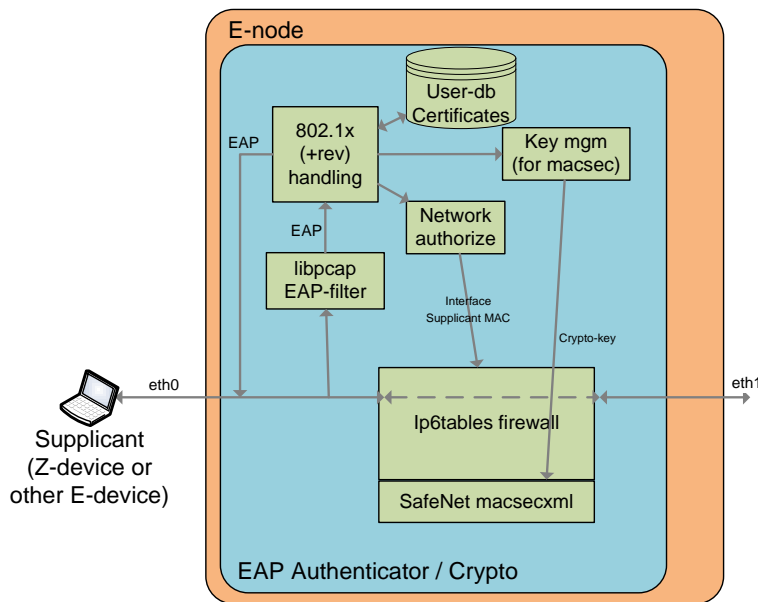 E-node
User-db
Certificates
802.1x
(+rev)
handling
EAP
Key mgm
(for macsec)
Network
authorize
EAP
libpcap
EAP-filter
Interface
Supplicant MAC
Crypto-key
eth0
eth1
Ip6tables firewall
Supplicant
(Z-device or
other E-device)
SafeNet macsecxml
EAP Authenticator / Crypto